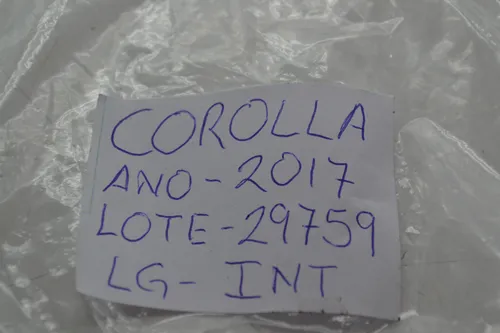 COROLLA
ANO-2017
LOTE-29759
LG-INT